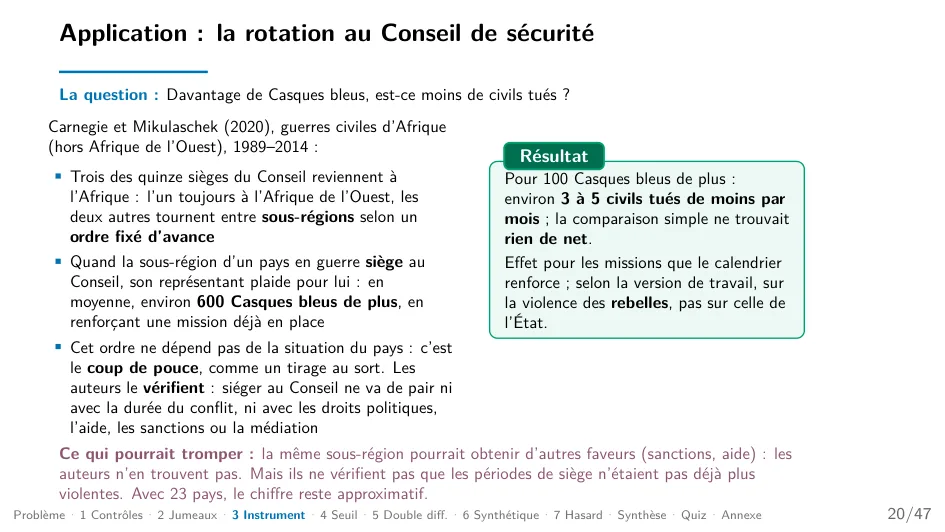 Application : la rotation au Conseil de sécurité
La question : Davantage de Casques bleus, est-ce moins de civils tués ?
Carnegie et Mikulaschek (2020), guerres civiles d'Afrique
(hors Afrique de l'Ouest), 1989–2014 :
Trois des quinze sièges du Conseil reviennent à
l'Afrique : l'un toujours à l'Afrique de l'Ouest, les
deux autres tournent entre sous-régions selon un
ordre fixé d'avance
Quand la sous-région d'un pays en guerre siège au
Conseil, son représentant plaide pour lui : en
moyenne, environ 600 Casques bleus de plus, en
renforçant une mission déjà en place
Cet ordre ne dépend pas de la situation du pays : c'est
le coup de pouce, comme un tirage au sort. Les
auteurs le vérifient : siéger au Conseil ne va de pair ni
avec la durée du conflit, ni avec les droits politiques,
l'aide, les sanctions ou la médiation
Résultat
Pour 100 Casques bleus de plus :
environ 3 à 5 civils tués de moins par
mois ; la comparaison simple ne trouvait
rien de net.
Effet pour les missions que le calendrier
renforce ; selon la version de travail, sur
la violence des rebelles, pas sur celle de
l'État.
Ce qui pourrait tromper : la même sous-région pourrait obtenir d'autres faveurs (sanctions, aide) : les
auteurs n'en trouvent pas. Mais ils ne vérifient pas que les périodes de siège n'étaient pas déjà plus
violentes. Avec 23 pays, le chiffre reste approximatif.
Problème · 1 Contrôles · 2 Jumeaux · 3 Instrument · 4 Seuil · 5 Double diff. · 6 Synthétique · 7 Hasard · Synthèse · Quiz · Annexe
20/47